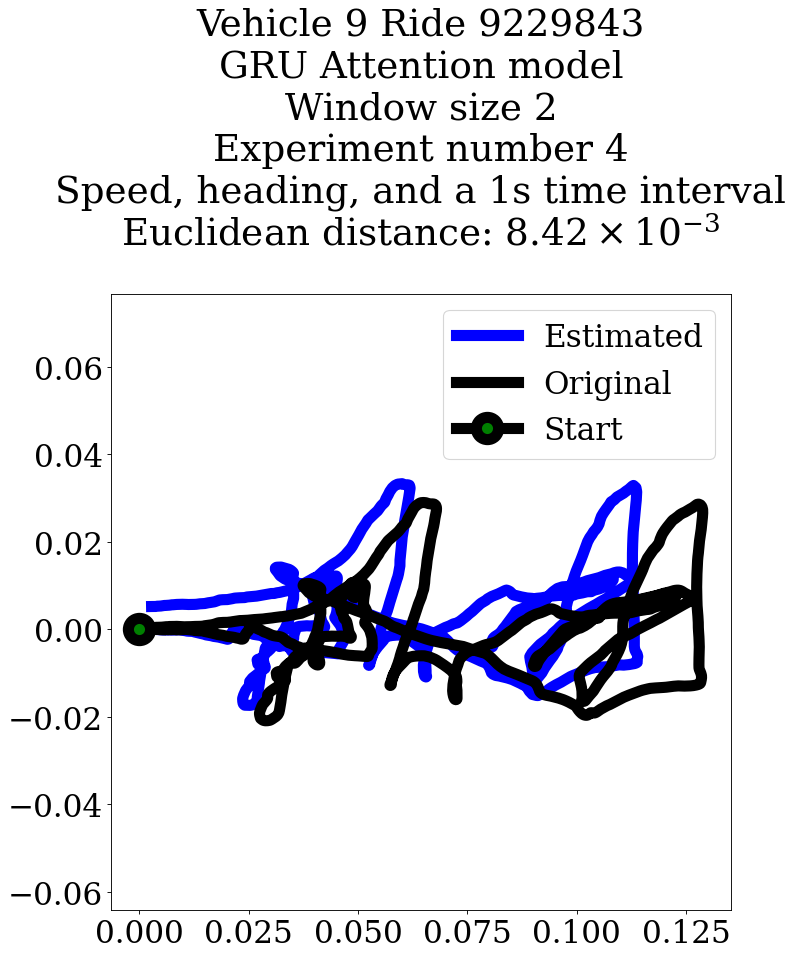 Vehicle 9 Ride 9229843
GRU Attention model
Window size 2
Experiment number 4
Speed, heading, and a 1s time interval
Euclidean distance: 8.42 × 10⁻³
Estimated
Original
Start
0.06
0.04
0.02
0.00
−0.02
−0.04
−0.06
0.000 0.025 0.050 0.075 0.100 0.125